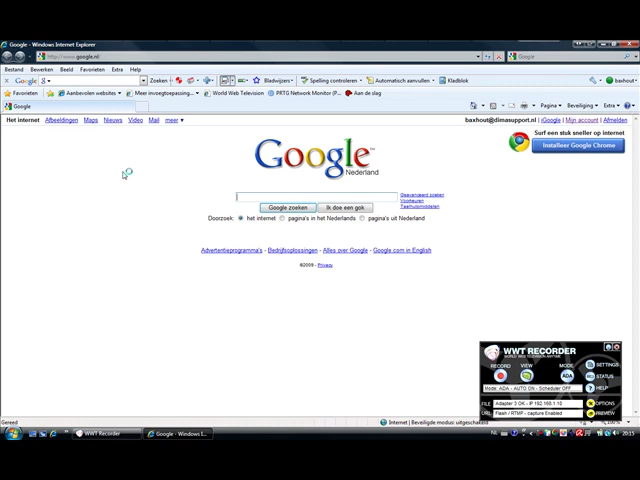 Google - Windows Internet Explorer
http://www.google.nl/
Google
Bestand Bewerken Beeld Favorieten Extra Help
Google Zoeken Bladwijzers Spelling controleren Automatisch aanvullen Kladblok baxhout
Favorieten Aanbevolen websites Meer invoegtoepassing... World Web Television PRTG Network Monitor (P... Aan de slag
Google Pagina Beveiliging Extra
Het internet Afbeeldingen Maps Nieuws Video Mail meer
baxhout@dimasupport.nl | iGoogle | Mijn account | Afmelden
Surf een stuk sneller op internet
Installeer Google Chrome
Google
Nederland
Geavanceerd zoeken
Voorkeuren
Taalhulpmiddelen
Google zoeken Ik doe een gok
Doorzoek: het internet pagina's in het Nederlands pagina's uit Nederland
Advertentieprogramma's - Bedrijfsoplossingen - Alles over Google - Google.com in English
©2009 - Privacy
WWT RECORDER
WORLD WEB TELEVISION ANYTIME
RECORD VIEW MODE SETTINGS
ADA STATUS
Mode: ADA - AUTO ON - Scheduler OFF HELP
FILE Adapter 3 OK - IP 192.168.1.10 OPTIONS
URL Flash / RTMP - capture Enabled PREVIEW
Gereed Internet | Beveiligde modus: uitgeschakeld 100%
WWT Recorder Google - Windows I... NL 20:15